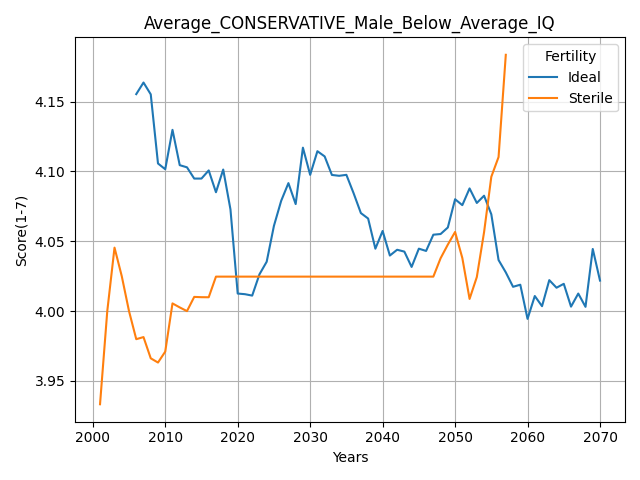 Average_CONSERVATIVE_Male_Below_Average_IQ
Fertility
Ideal
Sterile
Score(1-7)
4.15
4.10
4.05
4.00
3.95
2000 2010 2020 2030 2040 2050 2060 2070
Years